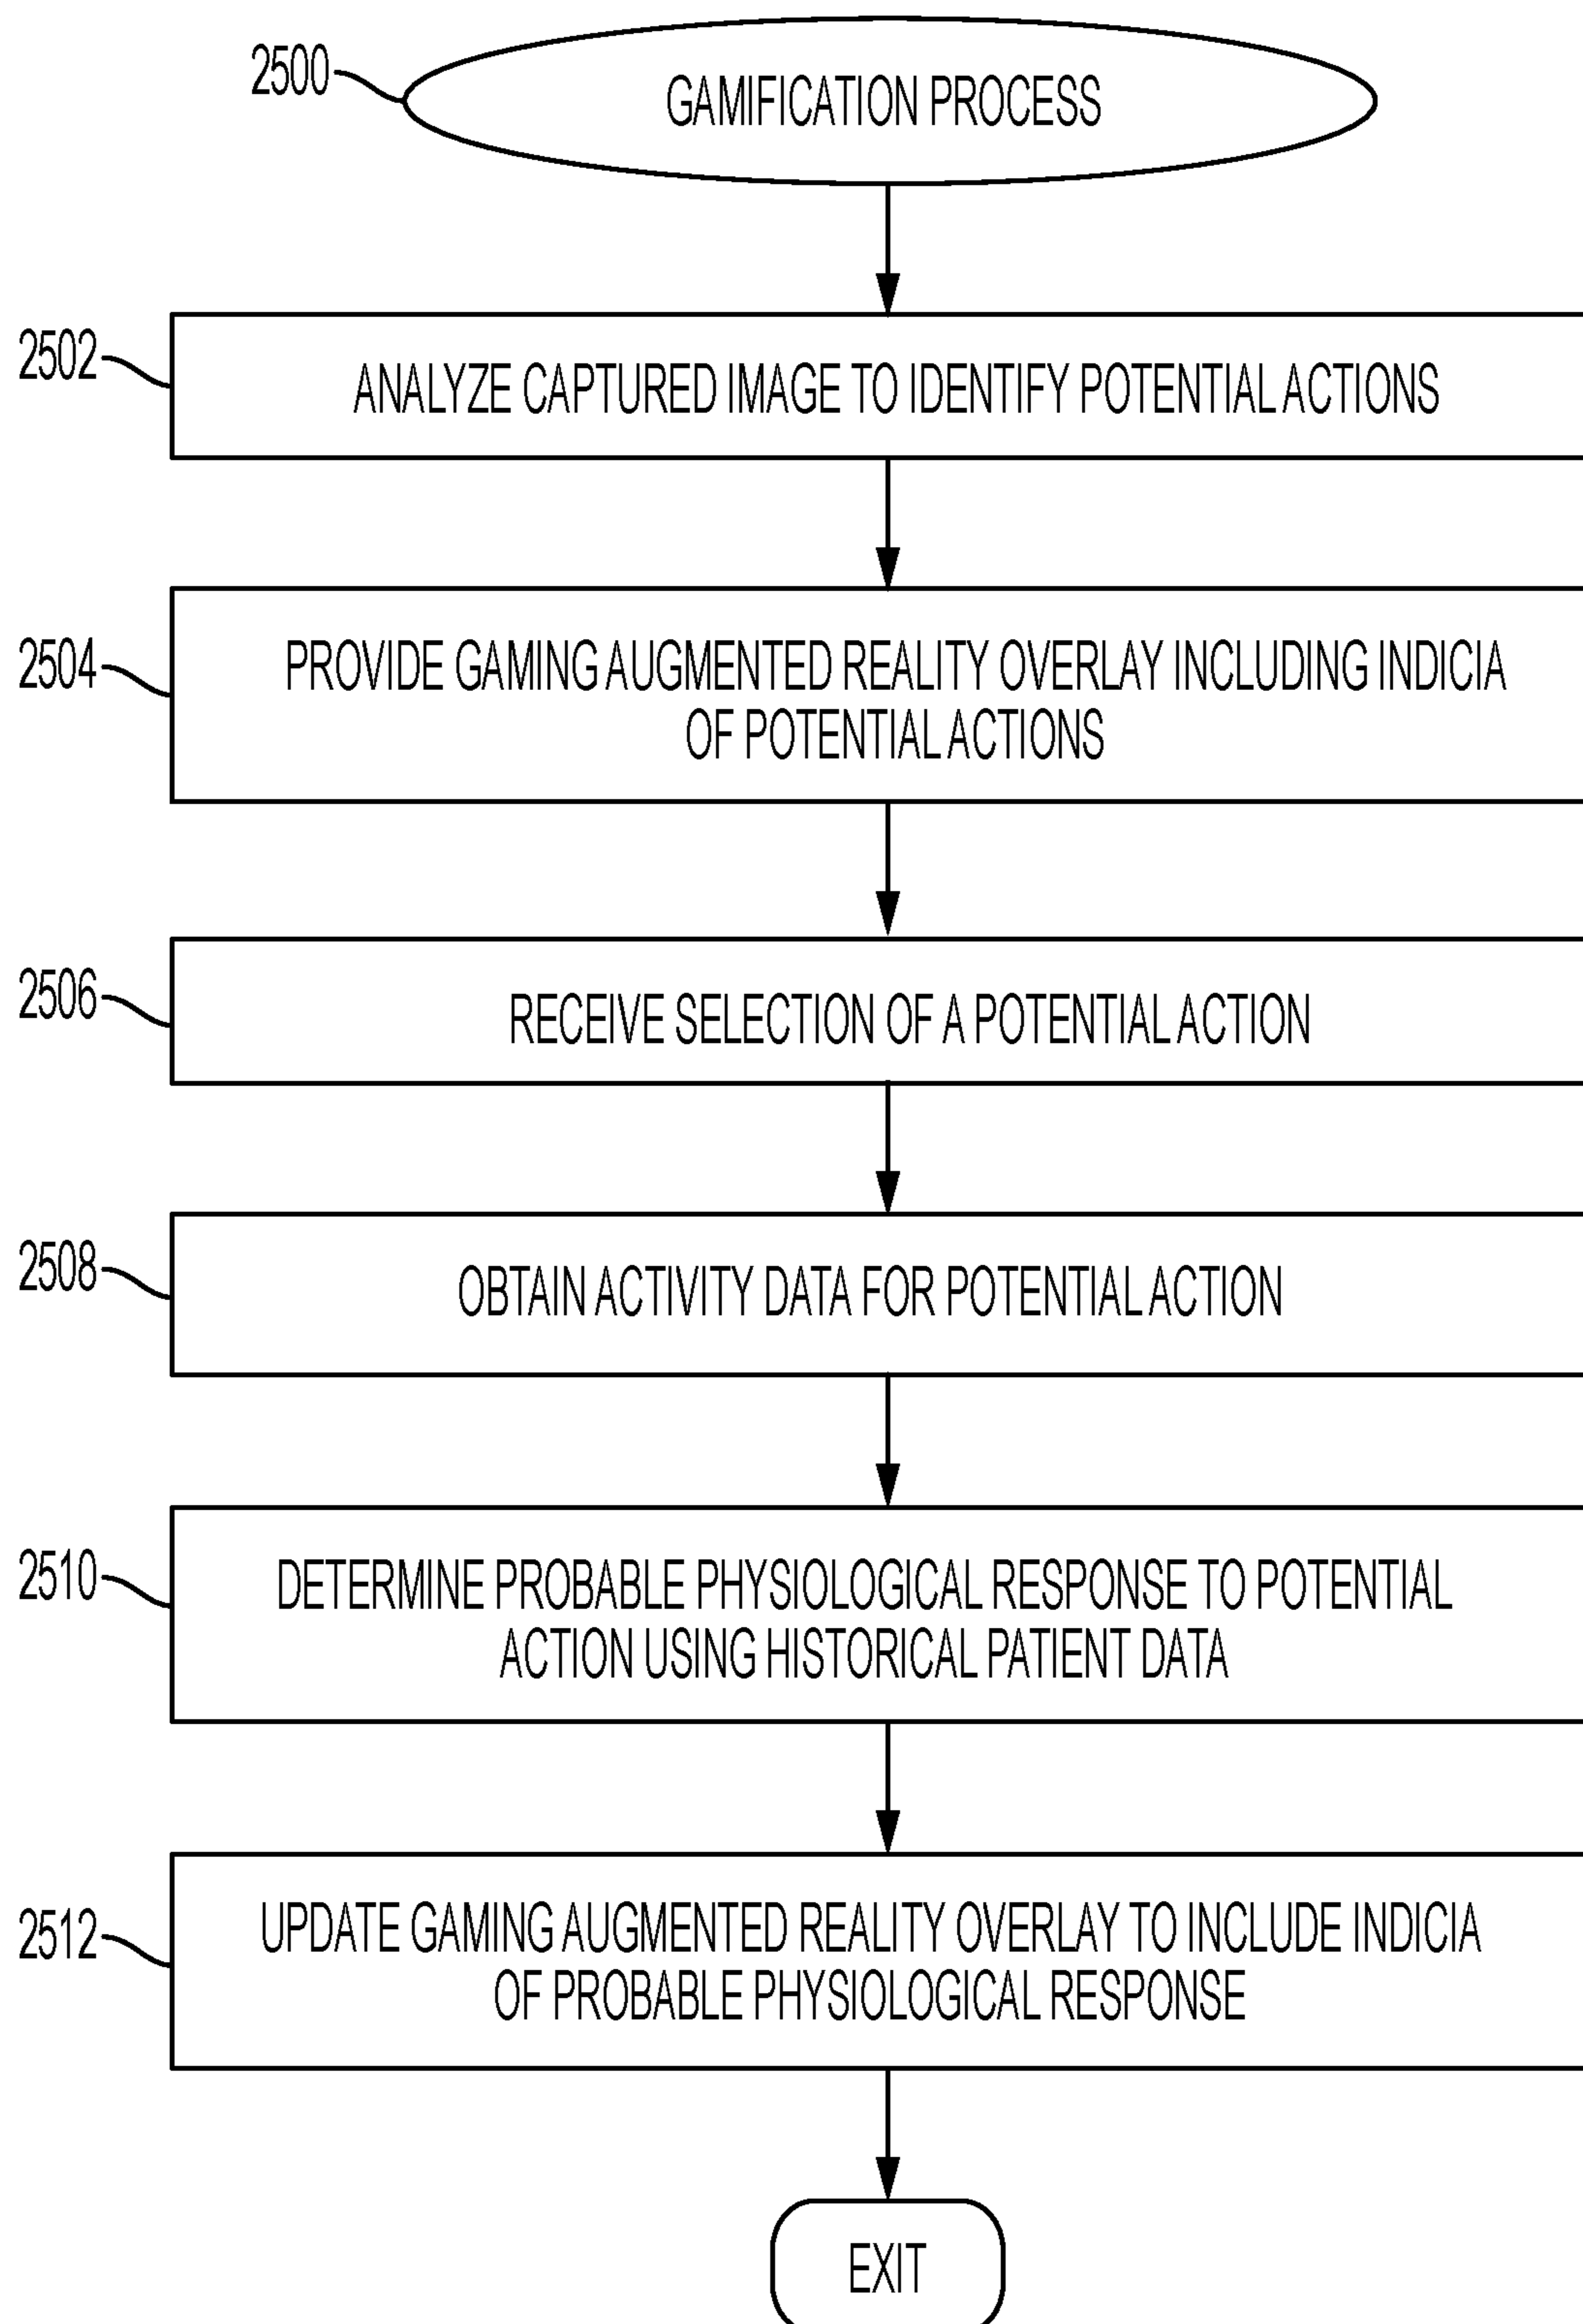 2500
GAMIFICATION PROCESS
2502
ANALYZE CAPTURED IMAGE TO IDENTIFY POTENTIAL ACTIONS
2504
PROVIDE GAMING AUGMENTED REALITY OVERLAY INCLUDING INDICIA
OF POTENTIAL ACTIONS
2506
RECEIVE SELECTION OF A POTENTIAL ACTION
2508
OBTAIN ACTIVITY DATA FOR POTENTIAL ACTION
2510
DETERMINE PROBABLE PHYSIOLOGICAL RESPONSE TO POTENTIAL
ACTION USING HISTORICAL PATIENT DATA
2512
UPDATE GAMING AUGMENTED REALITY OVERLAY TO INCLUDE INDICIA
OF PROBABLE PHYSIOLOGICAL RESPONSE
EXIT